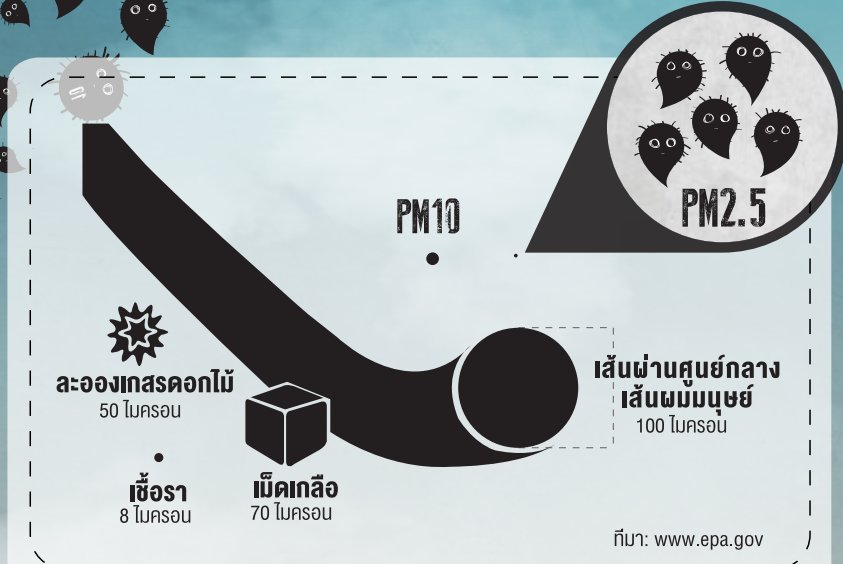 PM10
PM2.5
ละอองเกสรดอกไม้
50 ไมครอน
เส้นผ่านศูนย์กลาง
เส้นผมมนุษย์
100 ไมครอน
เชื้อรา
8 ไมครอน
เม็ดเกลือ
70 ไมครอน
ที่มา: www.epa.gov